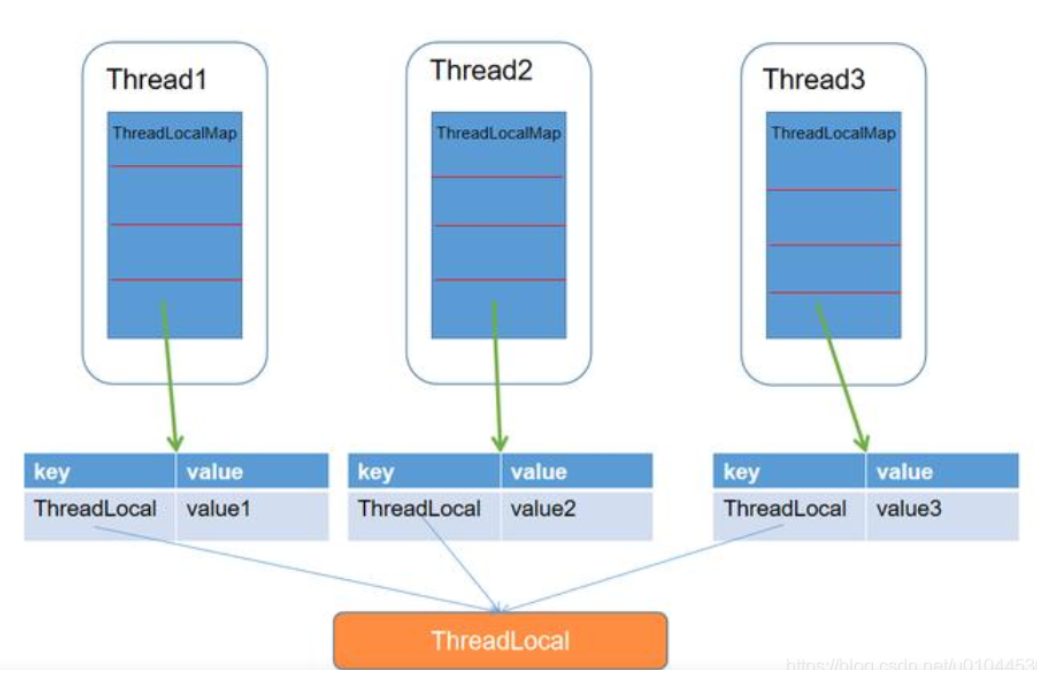 Thread1
Thread2
Thread3
ThreadLocalMap
ThreadLocalMap
ThreadLocalMap
key value
key value
key value
ThreadLocal value1
ThreadLocal value2
ThreadLocal value3
ThreadLocal
https://blog.csdn.net/u0104453